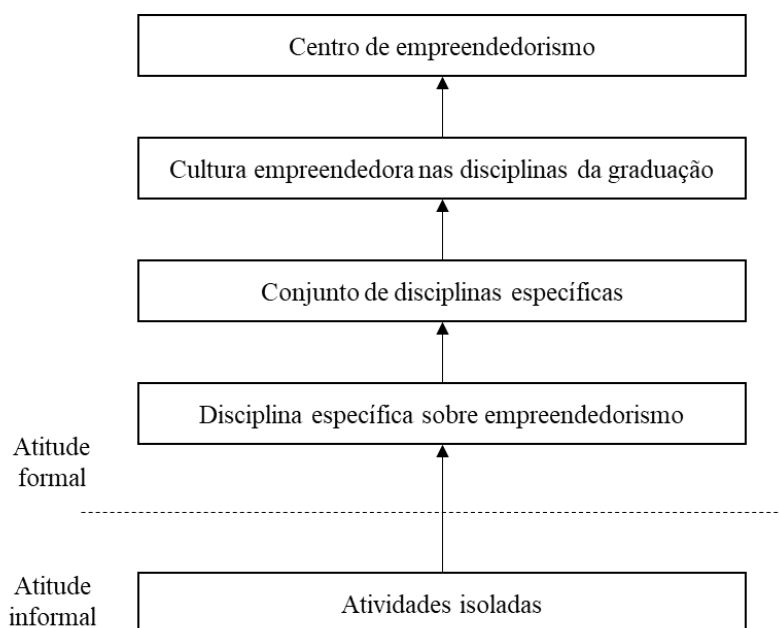 Centro de empreendedorismo
Cultura empreendedora nas disciplinas da graduação
Conjunto de disciplinas específicas
Disciplina específica sobre empreendedorismo
Atitude
formal
Atitude
informal
Atividades isoladas